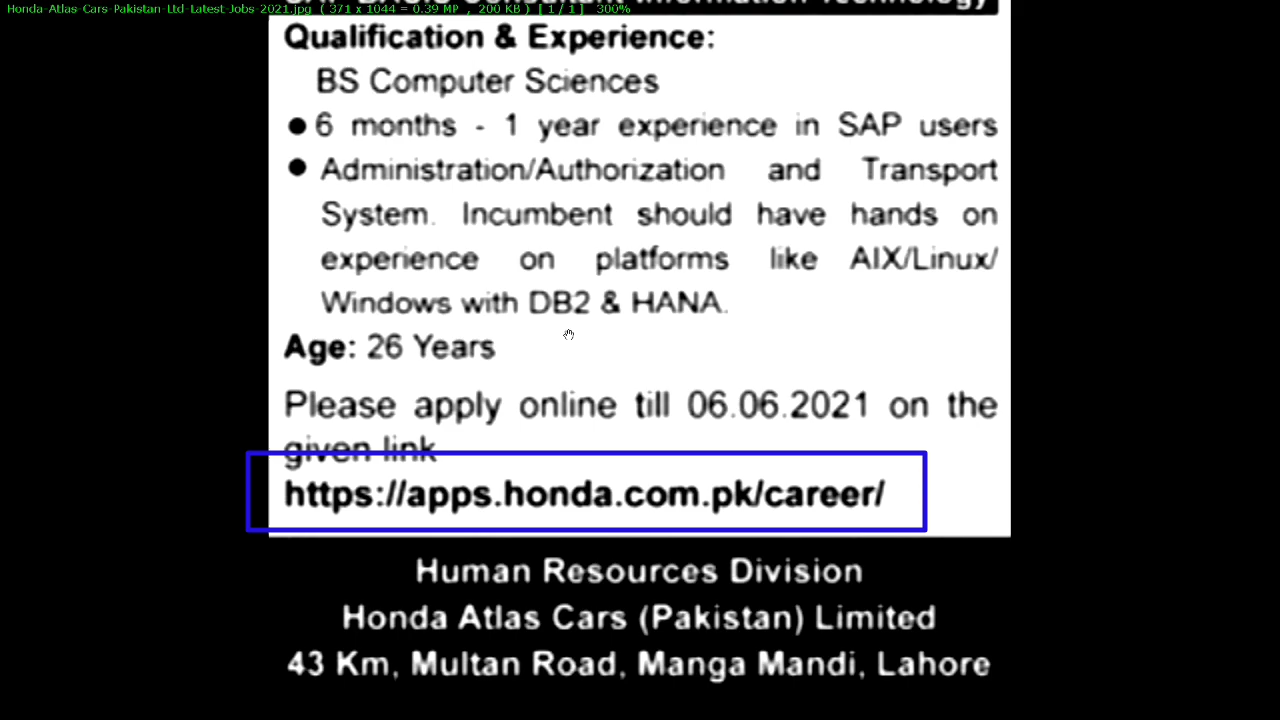 Honda-Atlas-Cars-Pakistan-Ltd-Latest-Jobs-2021.jpg ( 371 x 1044 = 0.39 MP , 200 KB ) [ 1 / 1 ] 300%
Information Technology
Qualification & Experience:
BS Computer Sciences
● 6 months - 1 year experience in SAP users
● Administration/Authorization and Transport
System. Incumbent should have hands on
experience on platforms like AIX/Linux/
Windows with DB2 & HANA.
Age: 26 Years
Please apply online till 06.06.2021 on the
given link
https://apps.honda.com.pk/career/
Human Resources Division
Honda Atlas Cars (Pakistan) Limited
43 Km, Multan Road, Manga Mandi, Lahore